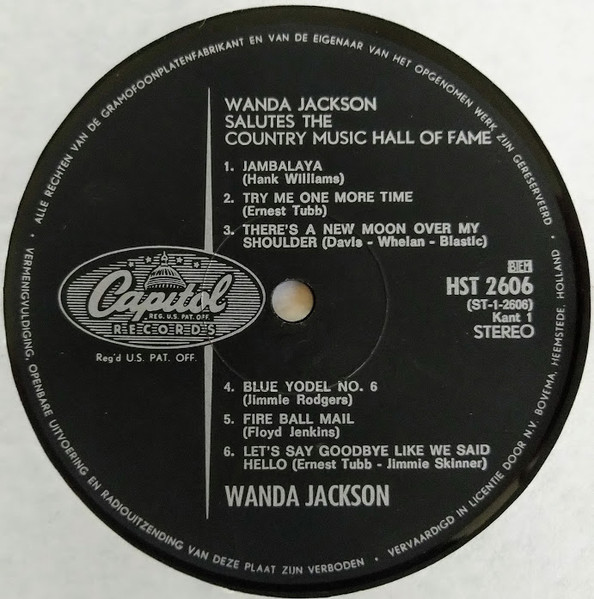 ALLE RECHTEN VAN DE GRAMOFOONPLATENFABRIKANT EN VAN DE EIGENAAR VAN HET OPGENOMEN WERK ZIJN GERESERVEERD •
WANDA JACKSON
SALUTES THE
COUNTRY MUSIC HALL OF FAME
1. JAMBALAYA
(Hank Williams)
2. TRY ME ONE MORE TIME
(Ernest Tubb)
3. THERE'S A NEW MOON OVER MY
SHOULDER (Davis - Whelan - Blastic)
Capitol
REG. U.S. PAT. OFF.
RECORDS
Reg'd U.S. PAT. OFF.
BIEM
HST 2606
(ST-1-2606)
Kant 1
STEREO
4. BLUE YODEL NO. 6
(Jimmie Rodgers)
5. FIRE BALL MAIL
(Floyd Jenkins)
6. LET'S SAY GOODBYE LIKE WE SAID
HELLO (Ernest Tubb - Jimmie Skinner)
WANDA JACKSON
• VERMENIGVULDIGING, OPENBARE UITVOERING EN RADIOUITZENDING VAN DEZE PLAAT ZIJN VERBODEN •
VERVAARDIGD IN LICENTIE DOOR N.V. BOVEMA, HEEMSTEDE, HOLLAND •